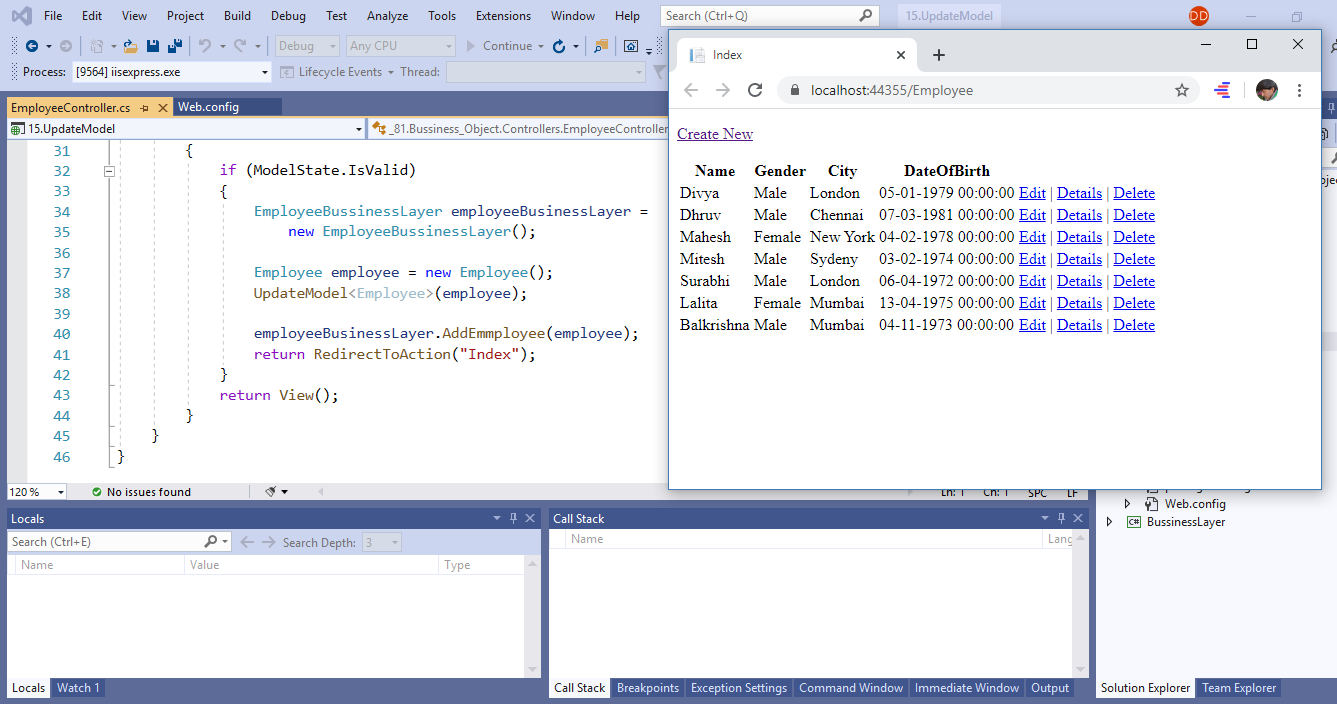 File Edit View Project Build Debug Test Analyze Tools Extensions Window Help Search (Ctrl+Q) 15.UpdateModel DD
Debug Any CPU Continue
Process: [9564] iisexpress.exe Lifecycle Events Thread:
EmployeeController.cs Web.config
15.UpdateModel _81.Bussiness_Object.Controllers.EmployeeController
31 {
32 if (ModelState.IsValid)
33 {
34 EmployeeBussinessLayer employeeBusinessLayer =
35 new EmployeeBussinessLayer();
36
37 Employee employee = new Employee();
38 UpdateModel<Employee>(employee);
39
40 employeeBusinessLayer.AddEmmployee(employee);
41 return RedirectToAction("Index");
42 }
43 return View();
44 }
45 }
46 }
120 % No issues found Ln: 1 Ch: 1 SPC LF
Index
localhost:44355/Employee
Create New
Name Gender City DateOfBirth
Divya Male London 05-01-1979 00:00:00 Edit | Details | Delete
Dhruv Male Chennai 07-03-1981 00:00:00 Edit | Details | Delete
Mahesh Female New York 04-02-1978 00:00:00 Edit | Details | Delete
Mitesh Male Sydeny 03-02-1974 00:00:00 Edit | Details | Delete
Surabhi Male London 06-04-1972 00:00:00 Edit | Details | Delete
Lalita Female Mumbai 13-04-1975 00:00:00 Edit | Details | Delete
Balkrishna Male Mumbai 04-11-1973 00:00:00 Edit | Details | Delete
Web.config
BussinessLayer
Locals
Search (Ctrl+E) Search Depth: 3
Name Value Type
Locals Watch 1
Call Stack
Name Lang
Call Stack Breakpoints Exception Settings Command Window Immediate Window Output
Solution Explorer Team Explorer